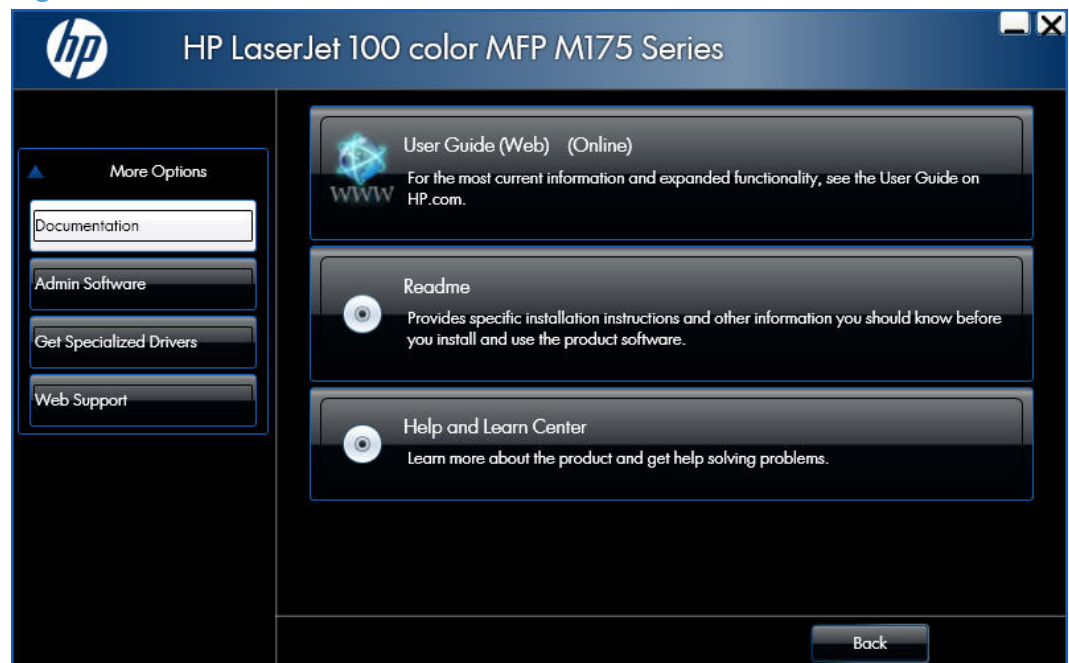 hp
HP LaserJet 100 color MFP M175 Series
More Options
Documentation
Admin Software
Get Specialized Drivers
Web Support
User Guide (Web) (Online)
For the most current information and expanded functionality, see the User Guide on
HP.com.
WWW
Readme
Provides specific installation instructions and other information you should know before
you install and use the product software.
Help and Learn Center
Learn more about the product and get help solving problems.
Back